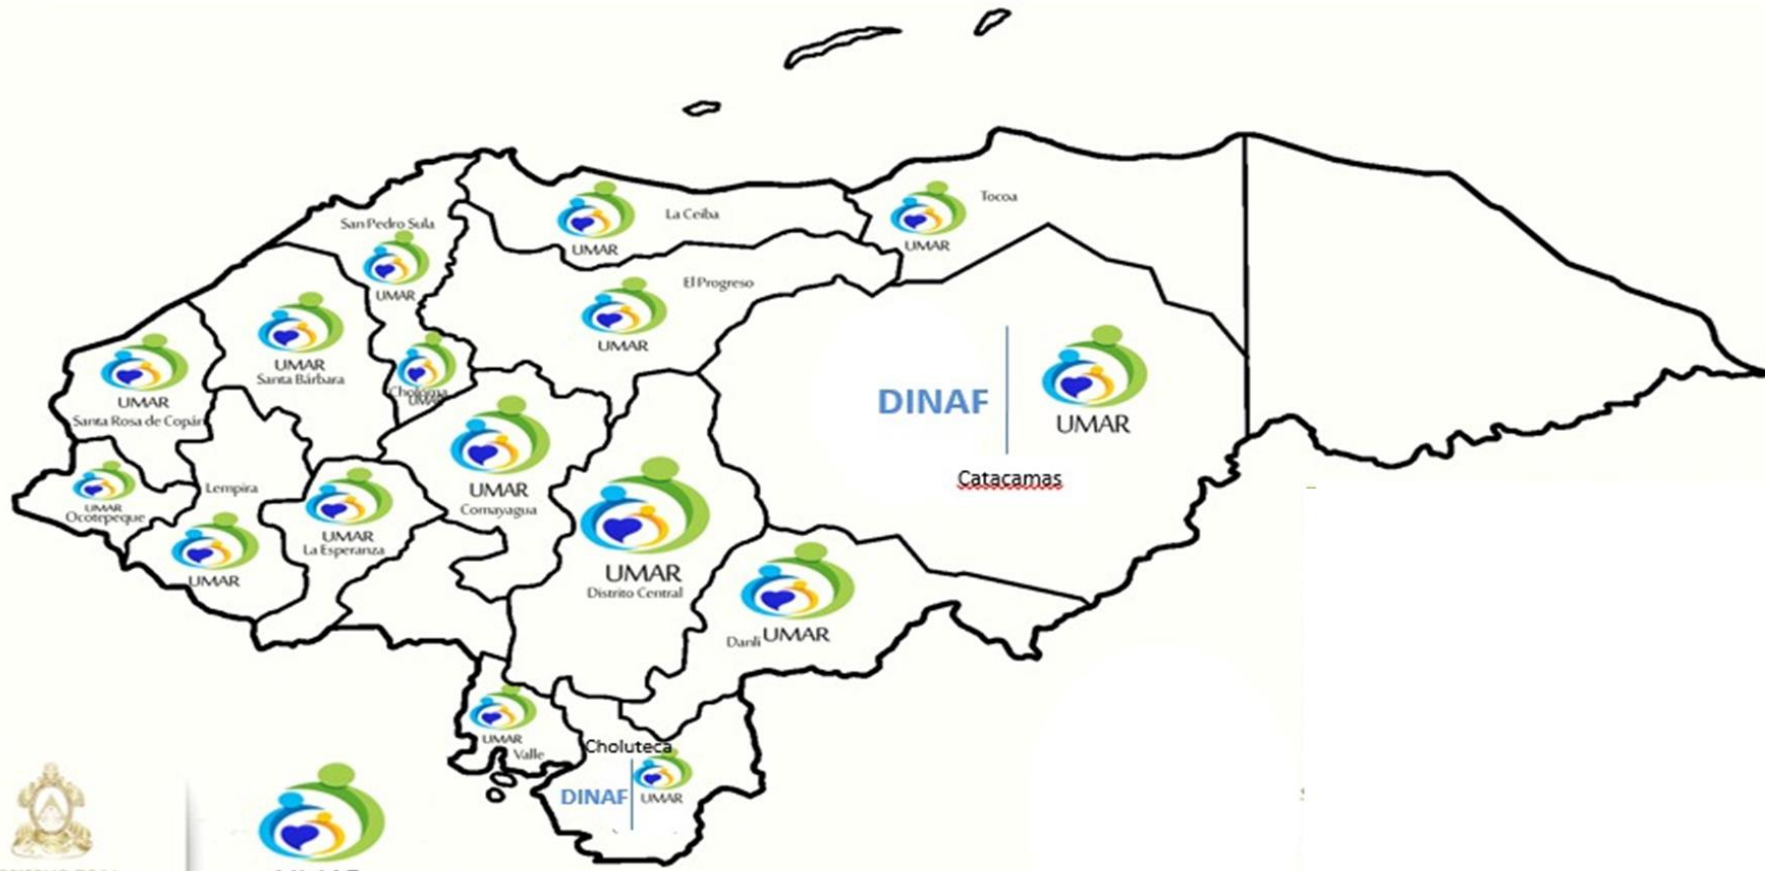 Tocoa
UMAR
La Ceiba
UMAR
San Pedro Sula
UMAR
El Progreso
UMAR
UMAR
Santa Bárbara
UMAR
Santa Rosa de Copán
Choloma
UMAR
DINAF
UMAR
Catacamas
UMAR
Comayagua
UMAR
Ocotepeque
Lempira
UMAR
UMAR
La Esperanza
UMAR
Distrito Central
Danlí UMAR
UMAR
Valle
Choluteca
DINAF
UMAR